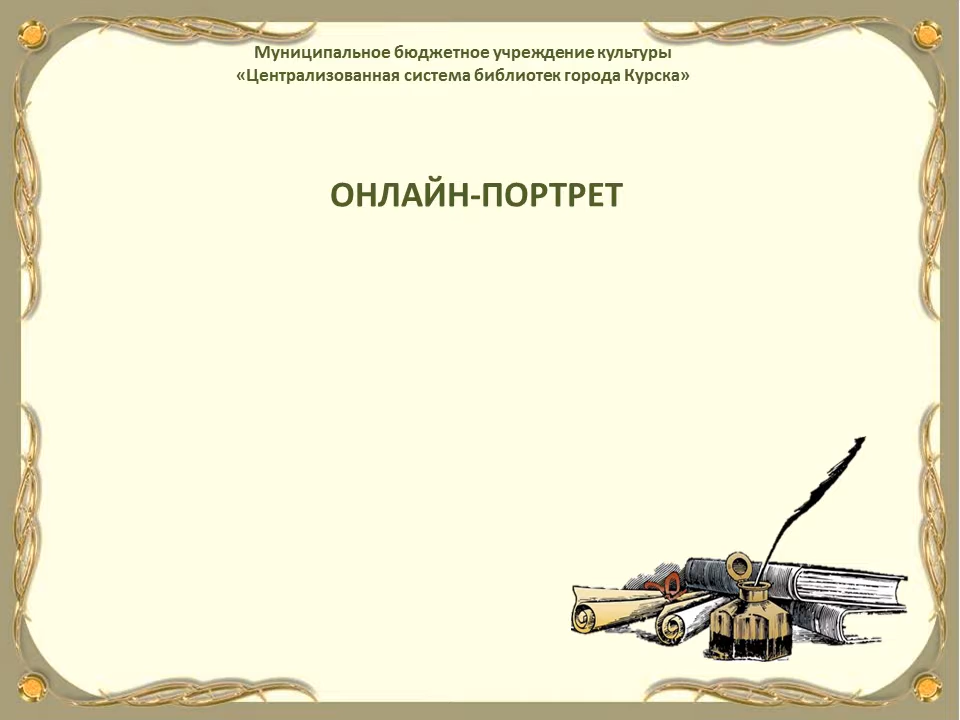 Муниципальное бюджетное учреждение культуры
«Централизованная система библиотек города Курска»
ОНЛАЙН-ПОРТРЕТ